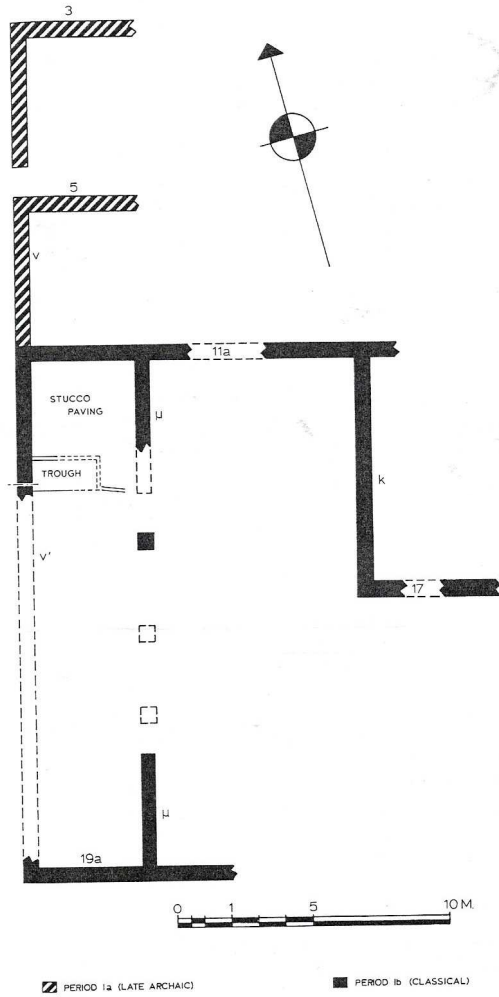 3
5
v
11a
STUCCO
PAVING
μ
TROUGH
k
v'
17
μ
19a
0 1 5 10 M.
PERIOD Ia (LATE ARCHAIC)
PERIOD Ib (CLASSICAL)